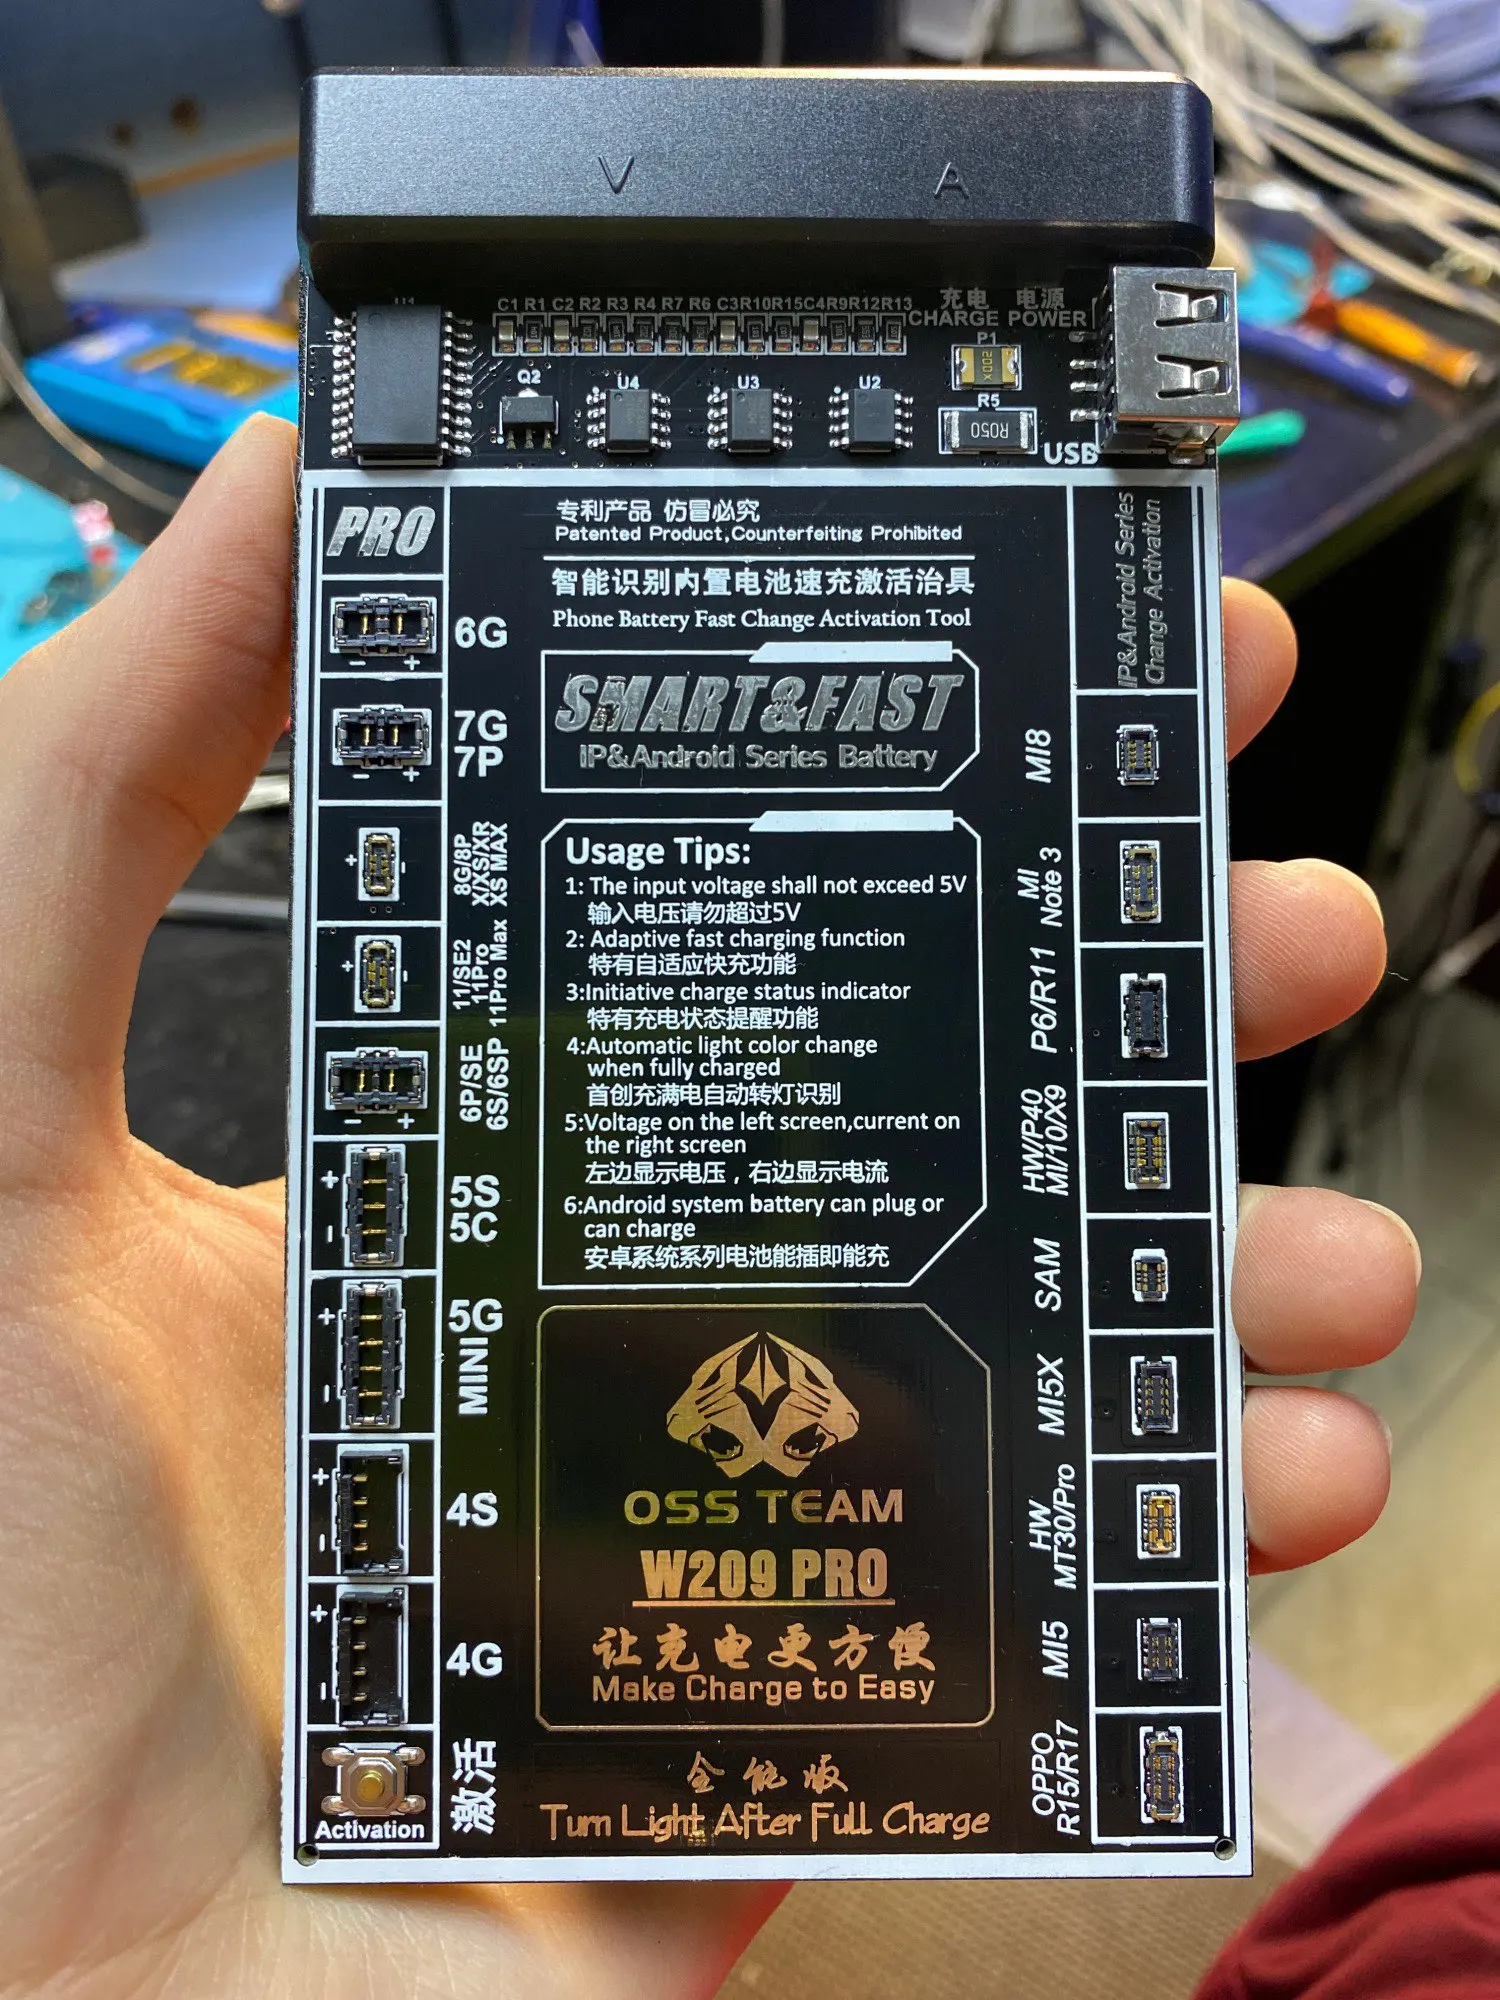 V A
C1 R1 C2 R2 R3 R4 R7 R6 C3 R10 R15 C4 R9 R12 R13
充电 电源
CHARGE POWER
U1
P1
Q2
U4
U3
U2
R5
R050
USB
PRO
专利产品 仿冒必究
Patented Product,Counterfeiting Prohibited
智能识别内置电池速充激活治具
Phone Battery Fast Change Activation Tool
SMART&FAST
IP&Android Series Battery
IP&Android Series
Change Activation
Usage Tips:
1: The input voltage shall not exceed 5V
输入电压请勿超过5V
2: Adaptive fast charging function
特有自适应快充功能
3:Initiative charge status indicator
特有充电状态提醒功能
4:Automatic light color change
when fully charged
首创充满电自动转灯识别
5:Voltage on the left screen,current on
the right screen
左边显示电压，右边显示电流
6:Android system battery can plug or
can charge
安卓系统系列电池能插即能充
6G
- +
7G
7P
- +
8G/8P
X/XS/XR
XS MAX
+ -
11/SE2
11Pro
11Pro Max
+ -
6P/SE
6S/6SP
- +
5S
5C
+
-
5G
MINI
+
-
4S
+
-
4G
+
-
激活
Activation
MI8
MI
Note 3
P6/R11
HW/P40
MI/10/X9
SAM
MI5X
HW
MT30/Pro
MI5
OPPO
R15/R17
OSS TEAM
W209 PRO
让充电更方便
Make Charge to Easy
全能版
Turn Light After Full Charge